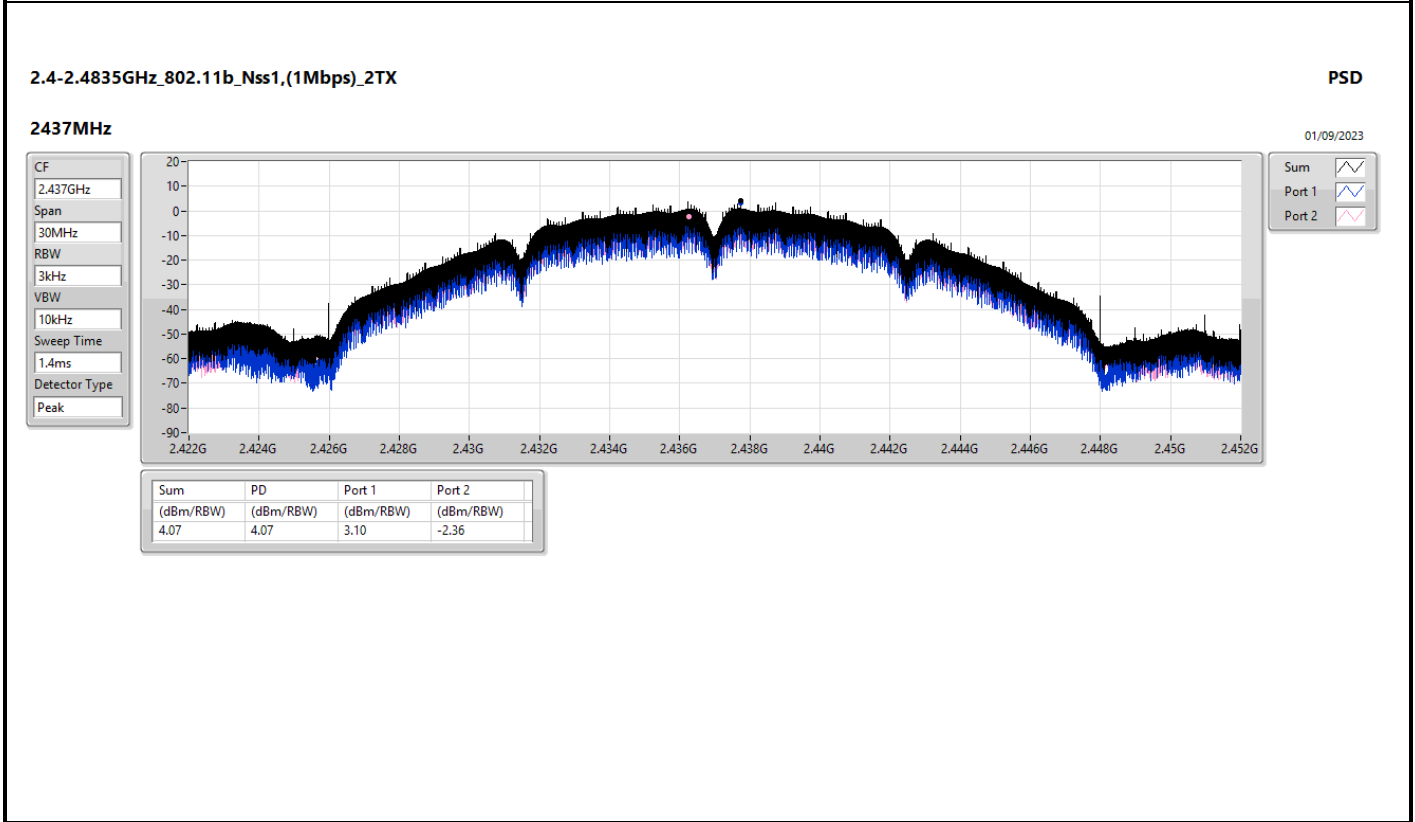 2.4-2.4835GHz_802.11b_Nss1,(1Mbps)_2TX PSD
2437MHz
01/09/2023
CF
2.437GHz
Span
30MHz
RBW
3kHz
VBW
10kHz
Sweep Time
1.4ms
Detector Type
Peak
20
10
0
-10
-20
-30
-40
-50
-60
-70
-80
-90
2.422G 2.424G 2.426G 2.428G 2.43G 2.432G 2.434G 2.436G 2.438G 2.44G 2.442G 2.444G 2.446G 2.448G 2.45G 2.452G
Sum
Port 1
Port 2
Sum PD Port 1 Port 2
(dBm/RBW) (dBm/RBW) (dBm/RBW) (dBm/RBW)
4.07 4.07 3.10 -2.36